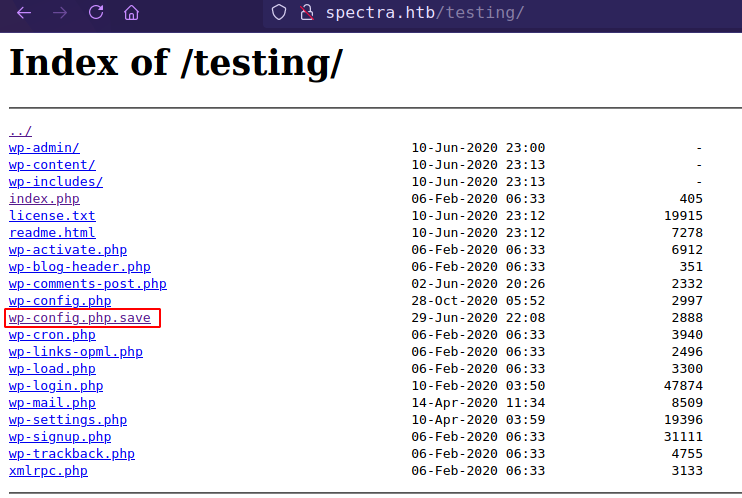 spectra.htb/testing/
Index of /testing/
../
wp-admin/ 10-Jun-2020 23:00 -
wp-content/ 10-Jun-2020 23:13 -
wp-includes/ 10-Jun-2020 23:13 -
index.php 06-Feb-2020 06:33 405
license.txt 10-Jun-2020 23:12 19915
readme.html 10-Jun-2020 23:12 7278
wp-activate.php 06-Feb-2020 06:33 6912
wp-blog-header.php 06-Feb-2020 06:33 351
wp-comments-post.php 02-Jun-2020 20:26 2332
wp-config.php 28-Oct-2020 05:52 2997
wp-config.php.save 29-Jun-2020 22:08 2888
wp-cron.php 06-Feb-2020 06:33 3940
wp-links-opml.php 06-Feb-2020 06:33 2496
wp-load.php 06-Feb-2020 06:33 3300
wp-login.php 10-Feb-2020 03:50 47874
wp-mail.php 14-Apr-2020 11:34 8509
wp-settings.php 10-Apr-2020 03:59 19396
wp-signup.php 06-Feb-2020 06:33 31111
wp-trackback.php 06-Feb-2020 06:33 4755
xmlrpc.php 06-Feb-2020 06:33 3133